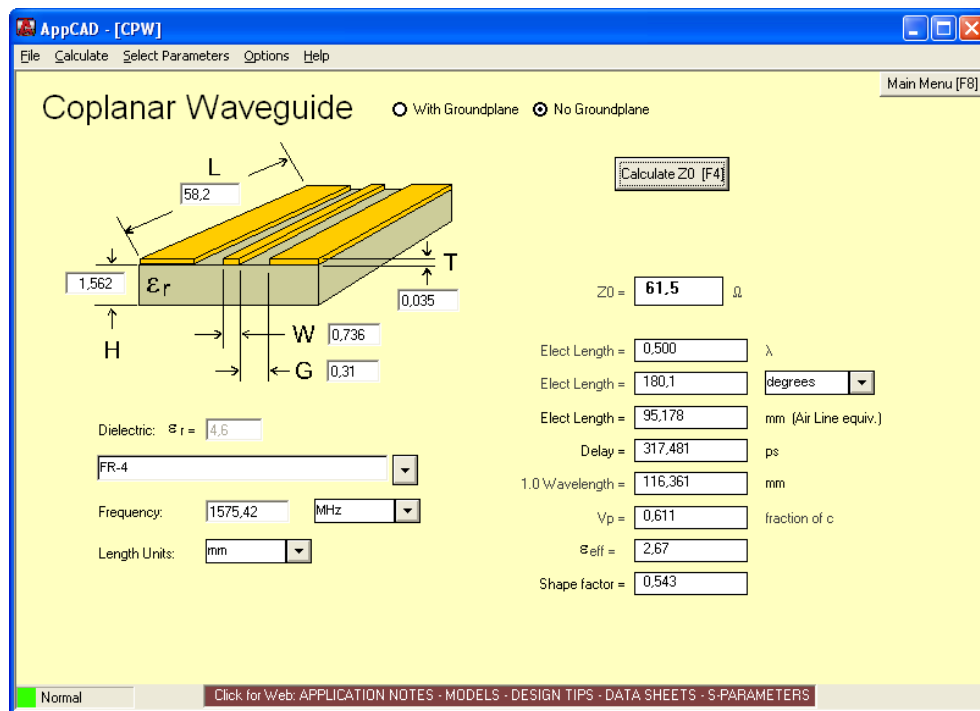 AppCAD - [CPW]
File Calculate Select Parameters Options Help
Main Menu [F8]
Coplanar Waveguide
With Groundplane No Groundplane
Calculate Z0 [F4]
L
58,2
T
0,035
1,562
εr
H
W 0,736
G 0,31
Z0 = 61,5 Ω
Elect Length = 0,500 λ
Elect Length = 180,1 degrees
Elect Length = 95,178 mm (Air Line equiv.)
Delay = 317,481 ps
1.0 Wavelength = 116,361 mm
Vp = 0,611 fraction of c
εeff = 2,67
Shape factor = 0,543
Dielectric: εr = 4,6
FR-4
Frequency: 1575,42 MHz
Length Units: mm
Normal
Click for Web: APPLICATION NOTES - MODELS - DESIGN TIPS - DATA SHEETS - S-PARAMETERS